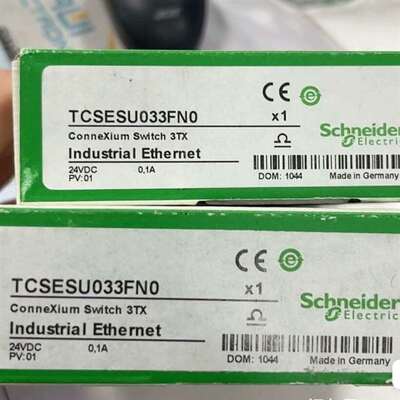 CE
TCSESU033FN0
x1
ConneXium Switch 3TX
Schneider
Electric
Industrial Ethernet
24VDC 0,1A
PV:01
DOM: 1044 Made in Germany
CE
TCSESU033FN0
x1
ConneXium Switch 3TX
Schneider
Electric
Industrial Ethernet
24VDC 0,1A
PV:01
DOM: 1044 Made in Germany